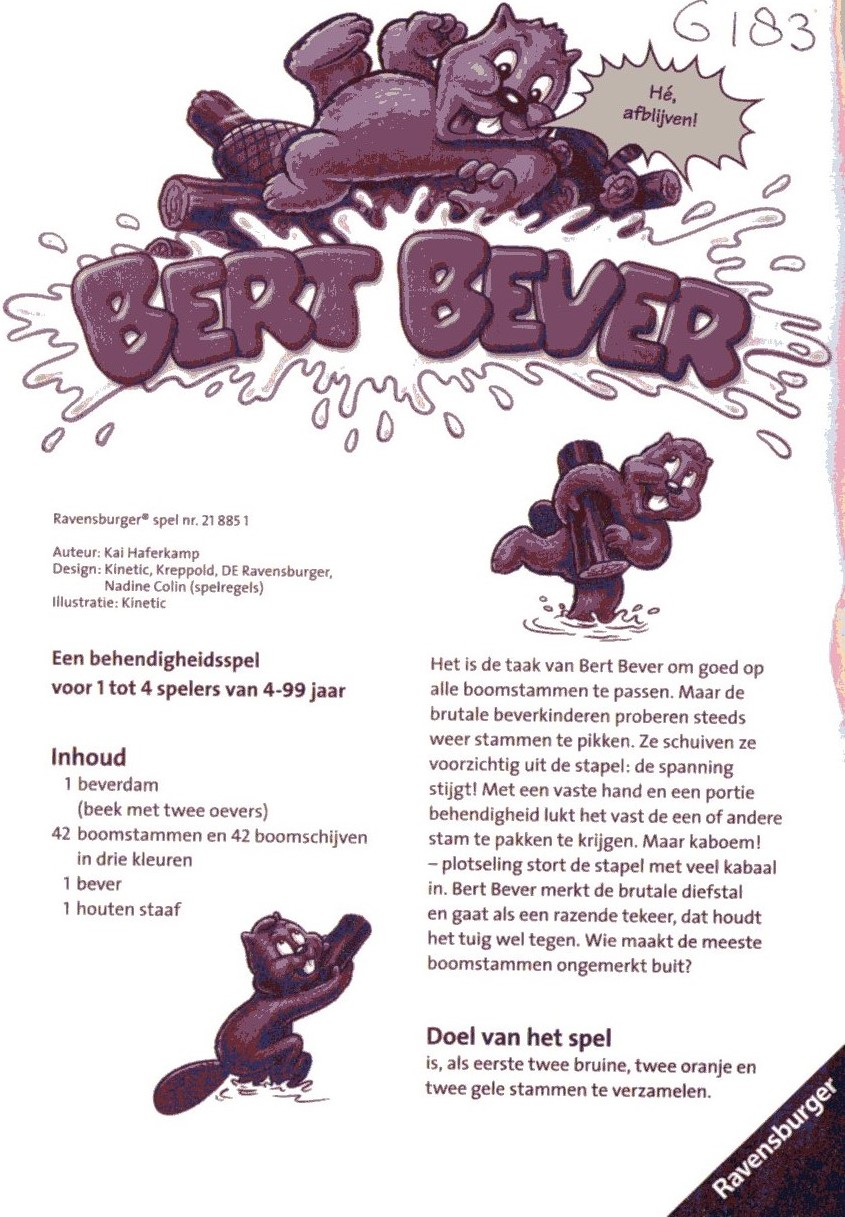 G 183
Hé,
afblijven!
BERT BEVER
Ravensburger® spel nr. 21 885 1
Auteur: Kai Haferkamp
Design: Kinetic, Kreppold, DE Ravensburger,
Nadine Colin (spelregels)
Illustratie: Kinetic
Een behendigheidsspel
voor 1 tot 4 spelers van 4-99 jaar
Inhoud
1 beverdam
(beek met twee oevers)
42 boomstammen en 42 boomschijven
in drie kleuren
1 bever
1 houten staaf
Het is de taak van Bert Bever om goed op
alle boomstammen te passen. Maar de
brutale beverkinderen proberen steeds
weer stammen te pikken. Ze schuiven ze
voorzichtig uit de stapel: de spanning
stijgt! Met een vaste hand en een portie
behendigheid lukt het vast de een of andere
stam te pakken te krijgen. Maar kaboem!
– plotseling stort de stapel met veel kabaal
in. Bert Bever merkt de brutale diefstal
en gaat als een razende tekeer, dat houdt
het tuig wel tegen. Wie maakt de meeste
boomstammen ongemerkt buit?
Doel van het spel
is, als eerste twee bruine, twee oranje en
twee gele stammen te verzamelen.
Ravensburger